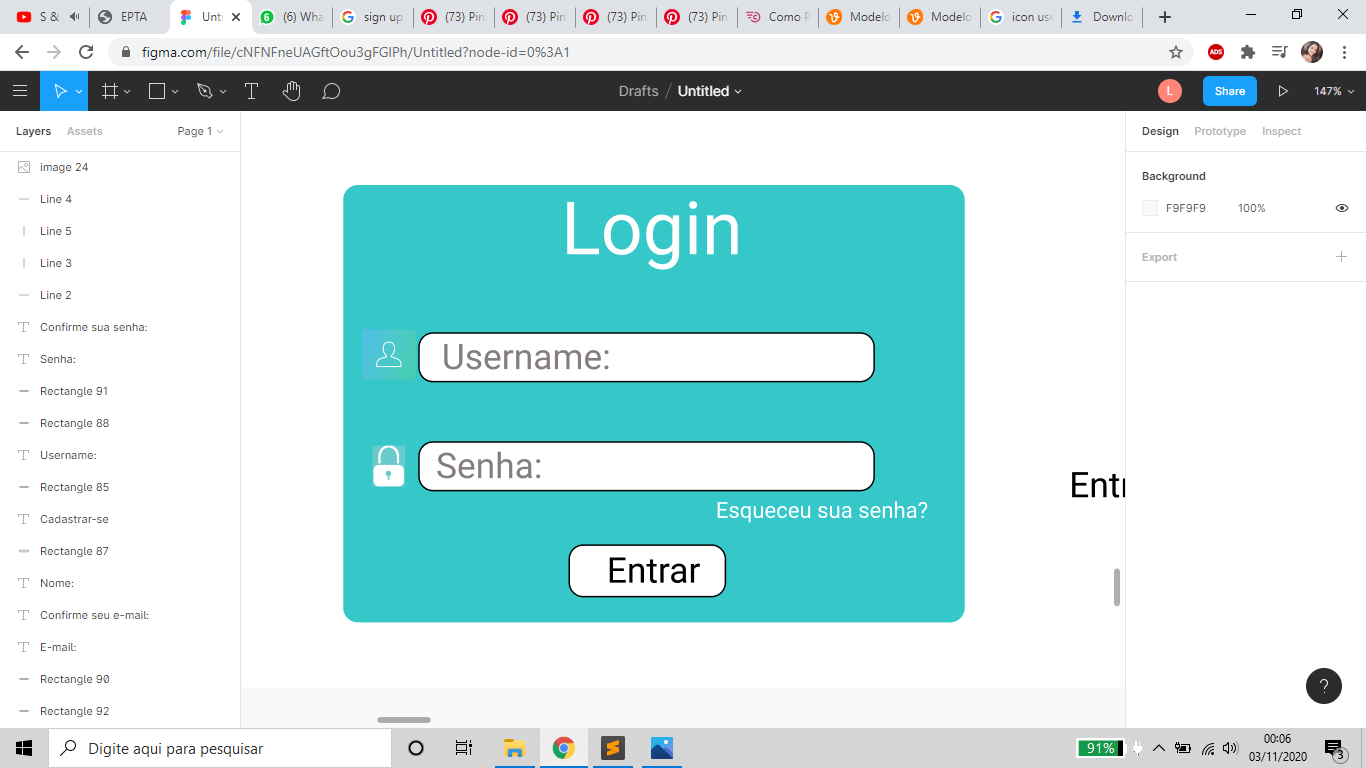 S &
EPTA
Unti
(6) Wha
sign up
(73) Pin
(73) Pin
(73) Pin
(73) Pin
Como P
Modelo
Modelo
icon use
Downlo
figma.com/file/cNFNFneUAGftOou3gFGlPh/Untitled?node-id=0%3A1
ADS
Drafts / Untitled
L
Share
147%
Layers
Assets
Page 1
Design
Prototype
Inspect
image 24
Line 4
Line 5
Line 3
Line 2
Confirme sua senha:
Senha:
Rectangle 91
Rectangle 88
Username:
Rectangle 85
Cadastrar-se
Rectangle 87
Nome:
Confirme seu e-mail:
E-mail:
Rectangle 90
Rectangle 92
Login
Username:
Senha:
Esqueceu sua senha?
Entrar
Entr
Background
F9F9F9
100%
Export
?
Digite aqui para pesquisar
91%
00:06
03/11/2020
3